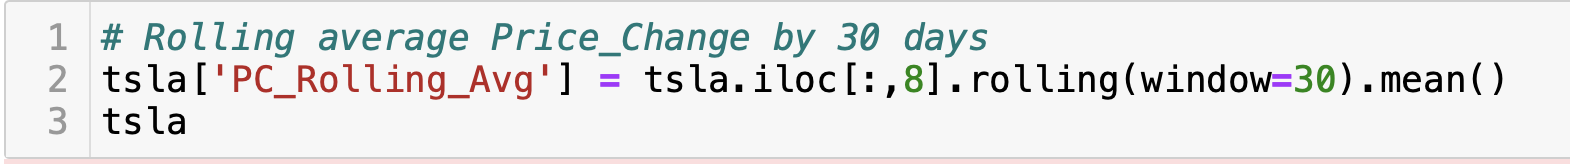 1 # Rolling average Price_Change by 30 days
2 tsla['PC_Rolling_Avg'] = tsla.iloc[:,8].rolling(window=30).mean()
3 tsla